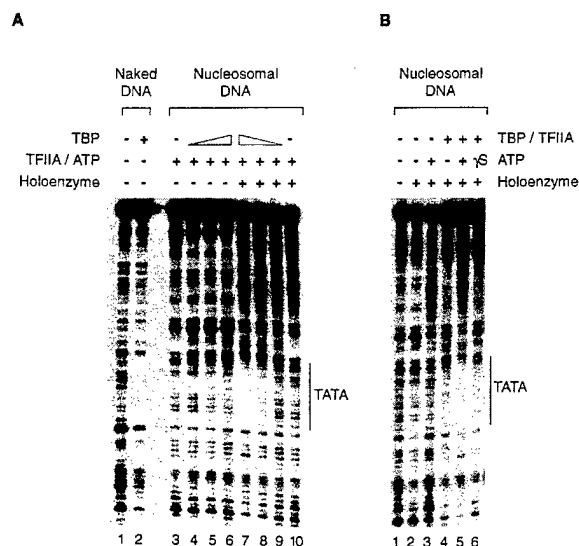 A
B
Naked DNA
Nucleosomal DNA
Nucleosomal DNA
TBP - + - -
TFIIA / ATP - - + + + + + + + +
Holoenzyme - - - - - - + + + +
- - - + + + TBP / TFIIA
- - + - + γS ATP
- + + + + + Holoenzyme
TATA
TATA
1 2 3 4 5 6 7 8 9 10
1 2 3 4 5 6